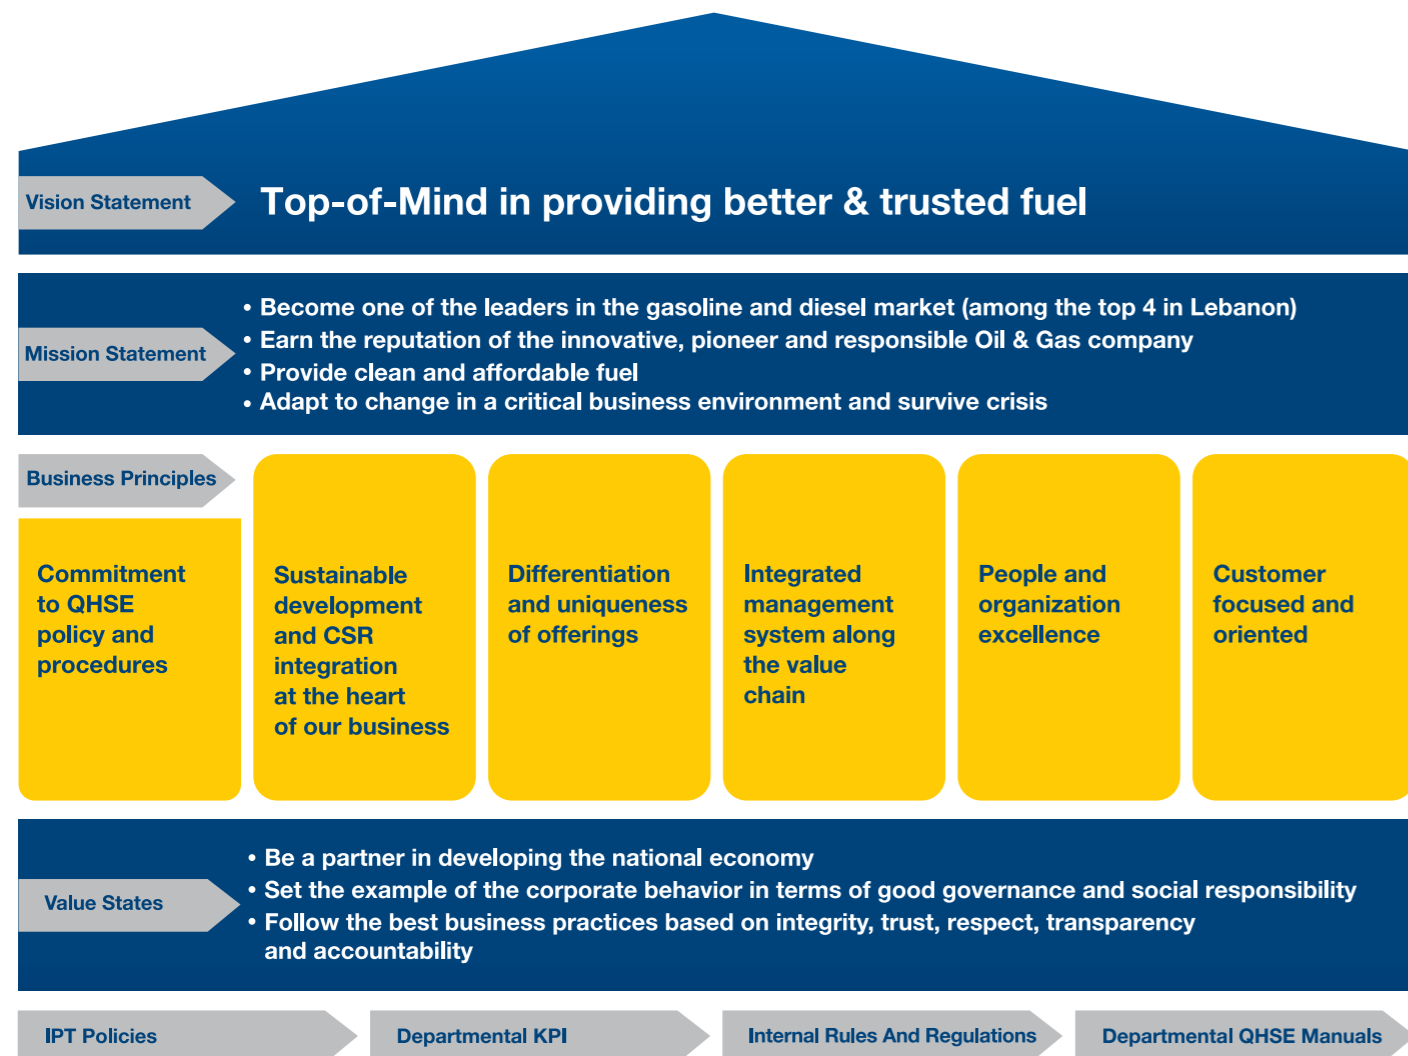 Vision Statement
Top-of-Mind in providing better & trusted fuel
Mission Statement
• Become one of the leaders in the gasoline and diesel market (among the top 4 in Lebanon)
• Earn the reputation of the innovative, pioneer and responsible Oil & Gas company
• Provide clean and affordable fuel
• Adapt to change in a critical business environment and survive crisis
Business Principles
Commitment
to QHSE
policy and
procedures
Sustainable
development
and CSR
integration
at the heart
of our business
Differentiation
and uniqueness
of offerings
Integrated
management
system along
the value
chain
People and
organization
excellence
Customer
focused and
oriented
Value States
• Be a partner in developing the national economy
• Set the example of the corporate behavior in terms of good governance and social responsibility
• Follow the best business practices based on integrity, trust, respect, transparency
and accountability
IPT Policies
Departmental KPI
Internal Rules And Regulations
Departmental QHSE Manuals